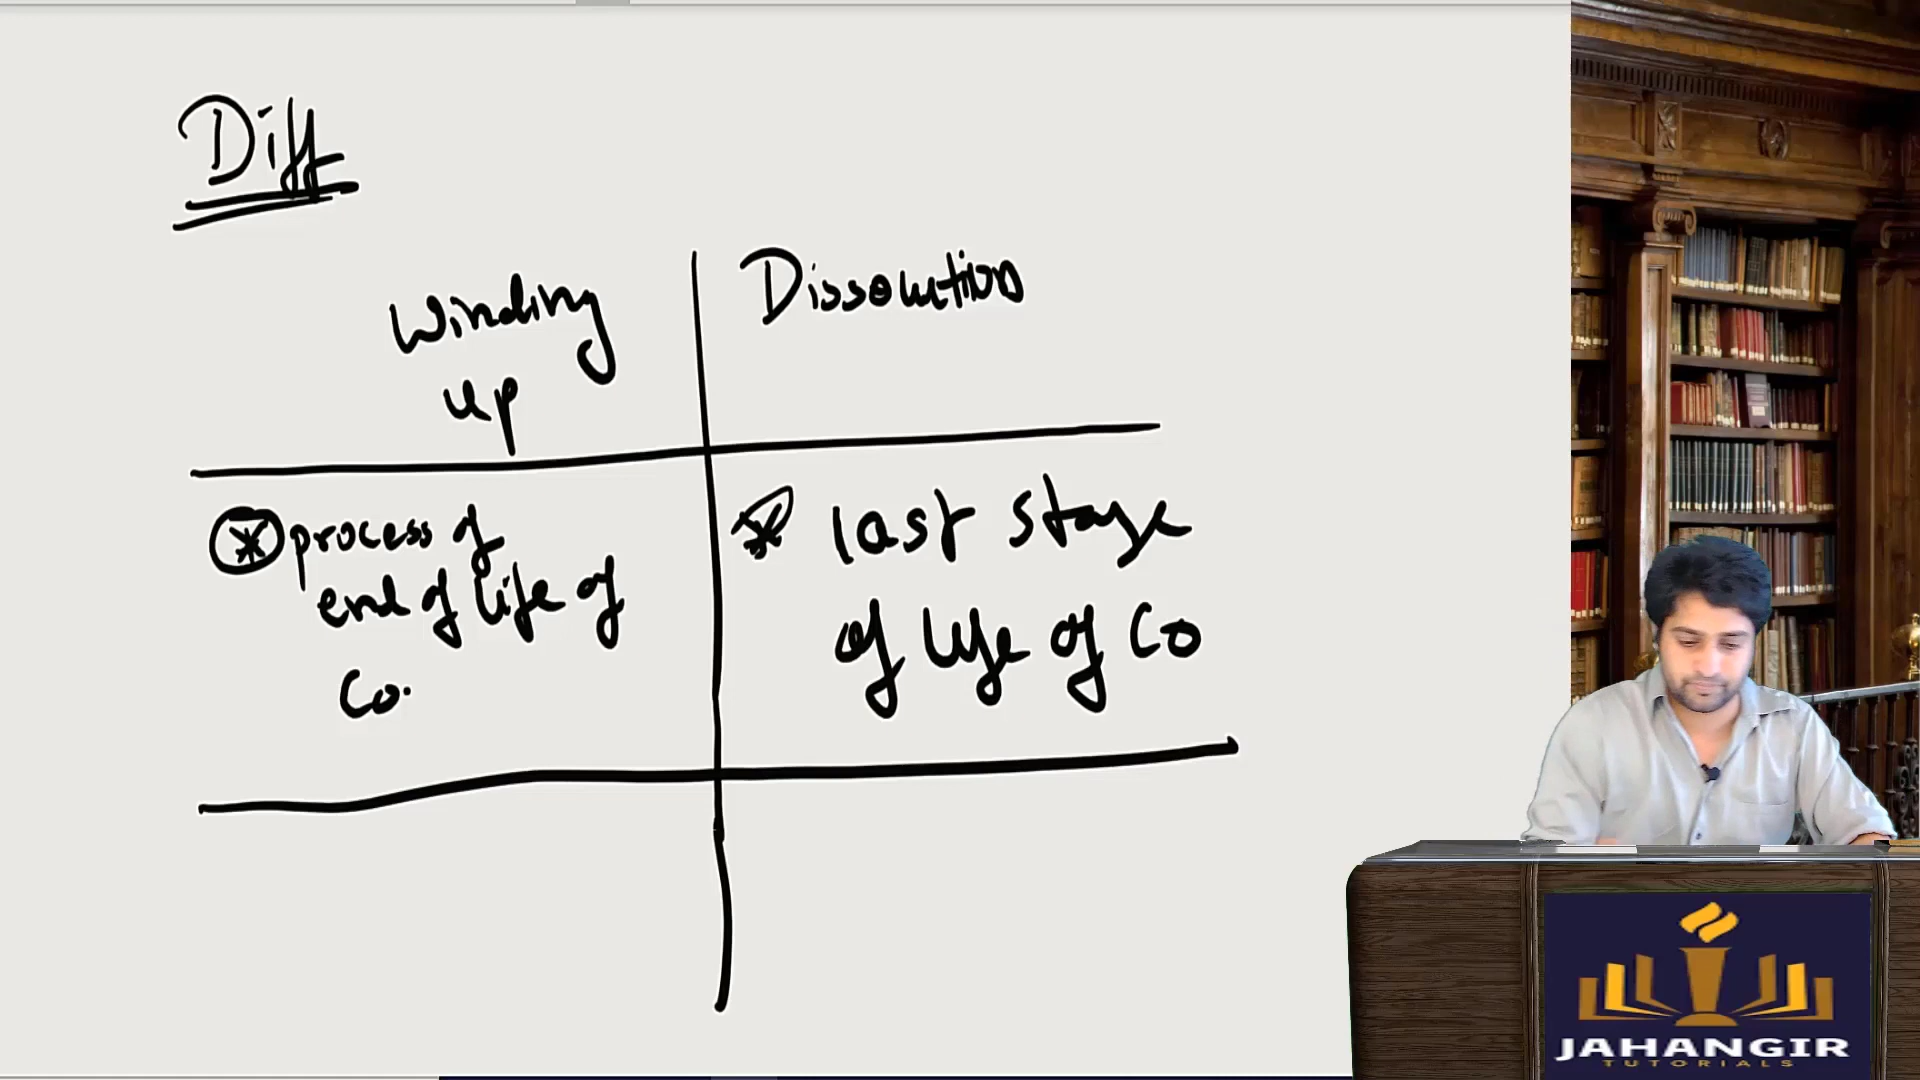 Diff
Winding
up
Dissolution
* process of
end of life of
Co.
* last stage
of life of Co
JAHANGIR
TUTORIALS